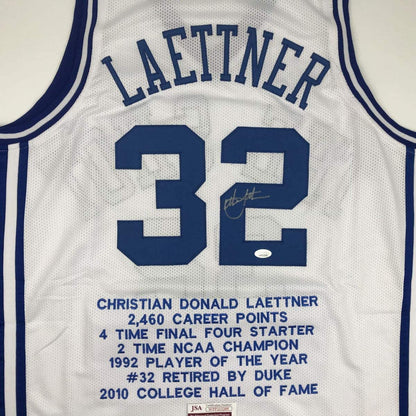 LAETTNER
32
CHRISTIAN DONALD LAETTNER
2,460 CAREER POINTS
4 TIME FINAL FOUR STARTER
2 TIME NCAA CHAMPION
1992 PLAYER OF THE YEAR
#32 RETIRED BY DUKE
2010 COLLEGE HALL OF FAME
JSA